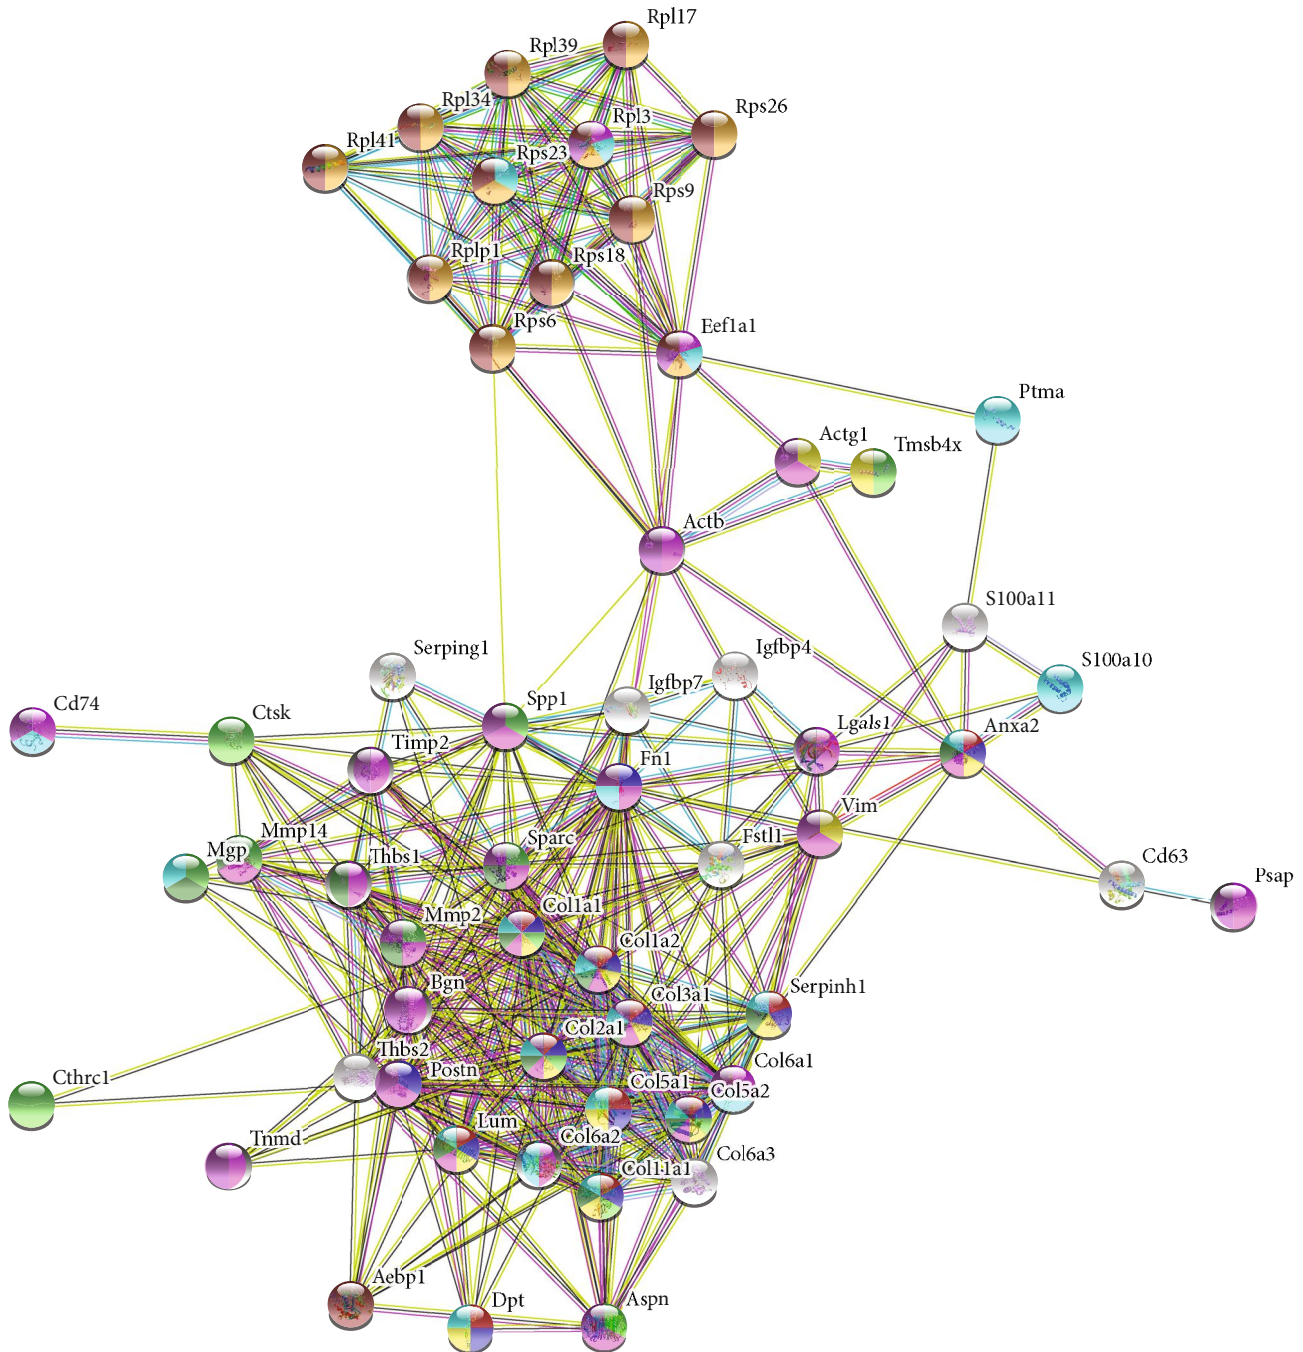 Rpl17
Rpl39
Rpl34
Rpl3
Rps26
Rpl41
Rps23
Rps9
Rplp1
Rps18
Rps6
Eef1a1
Ptma
Actg1
Tmsb4x
Actb
S100a11
Serping1
Igfbp4
S100a10
Igfbp7
Spp1
Cd74
Ctsk
Lgals1
Anxa2
Timp2
Fn1
Vim
Mmp14
Sparc
Fstl1
Mgp
Thbs1
Cd63
Psap
Mmp2
Col1a1
Col1a2
Bgn
Col3a1
Serpinh1
Col2a1
Thbs2
Postn
Col6a1
Cthrc1
Col5a1
Col5a2
Lum
Tnmd
Col6a2
Col6a3
Col11a1
Aebp1
Dpt
Aspn